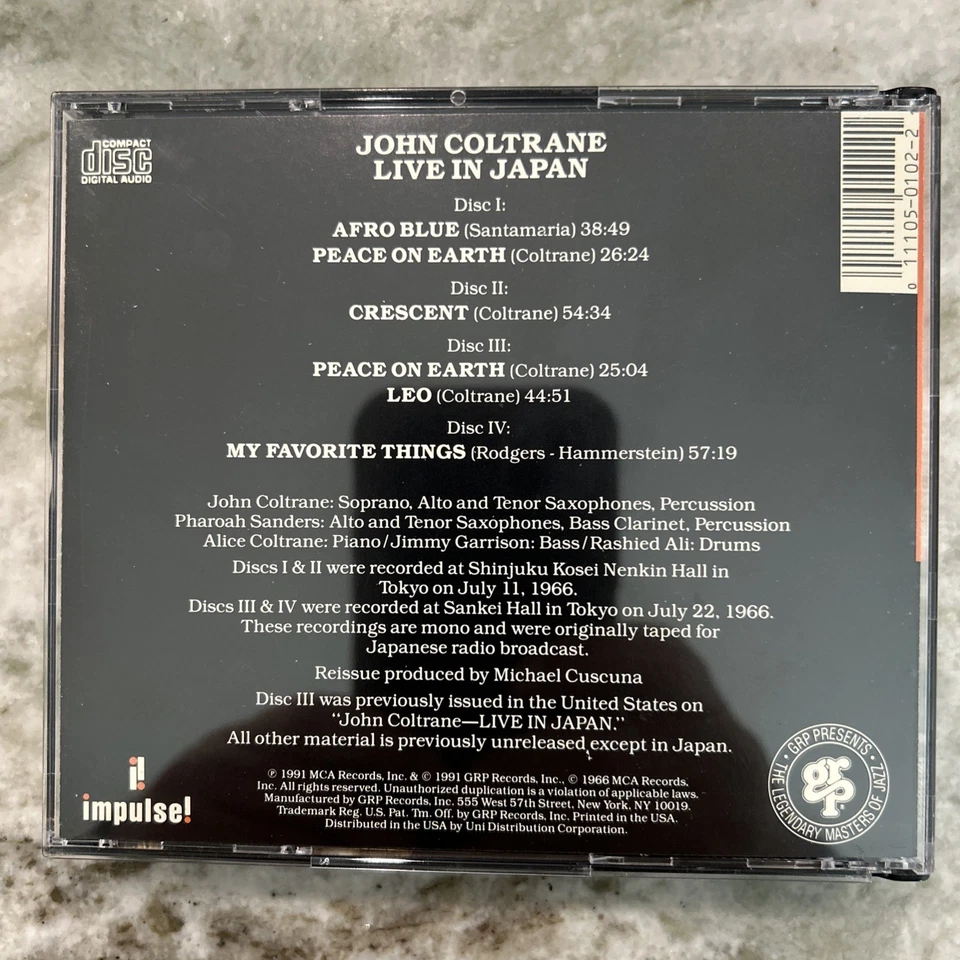 COMPACT
disc
DIGITAL AUDIO
JOHN COLTRANE
LIVE IN JAPAN
Disc I:
AFRO BLUE (Santamaria) 38:49
PEACE ON EARTH (Coltrane) 26:24
Disc II:
CRESCENT (Coltrane) 54:34
Disc III:
PEACE ON EARTH (Coltrane) 25:04
LEO (Coltrane) 44:51
Disc IV:
MY FAVORITE THINGS (Rodgers - Hammerstein) 57:19
John Coltrane: Soprano, Alto and Tenor Saxophones, Percussion
Pharoah Sanders: Alto and Tenor Saxophones, Bass Clarinet, Percussion
Alice Coltrane: Piano/Jimmy Garrison: Bass/Rashied Ali: Drums
Discs I & II were recorded at Shinjuku Kosei Nenkin Hall in
Tokyo on July 11, 1966.
Discs III & IV were recorded at Sankei Hall in Tokyo on July 22, 1966.
These recordings are mono and were originally taped for
Japanese radio broadcast.
Reissue produced by Michael Cuscuna
Disc III was previously issued in the United States on
"John Coltrane—LIVE IN JAPAN."
All other material is previously unreleased except in Japan.
℗ 1991 MCA Records, Inc. & © 1991 GRP Records, Inc., © 1966 MCA Records,
Inc. All rights reserved. Unauthorized duplication is a violation of applicable laws.
Manufactured by GRP Records, Inc. 555 West 57th Street, New York, NY 10019.
Trademark Reg. U.S. Pat. Tm. Off. by GRP Records, Inc. Printed in the USA.
Distributed in the USA by Uni Distribution Corporation.
i!
impulse!
• GRP PRESENTS •
THE LEGENDARY MASTERS OF JAZZ
grp
0 11105-0102-2